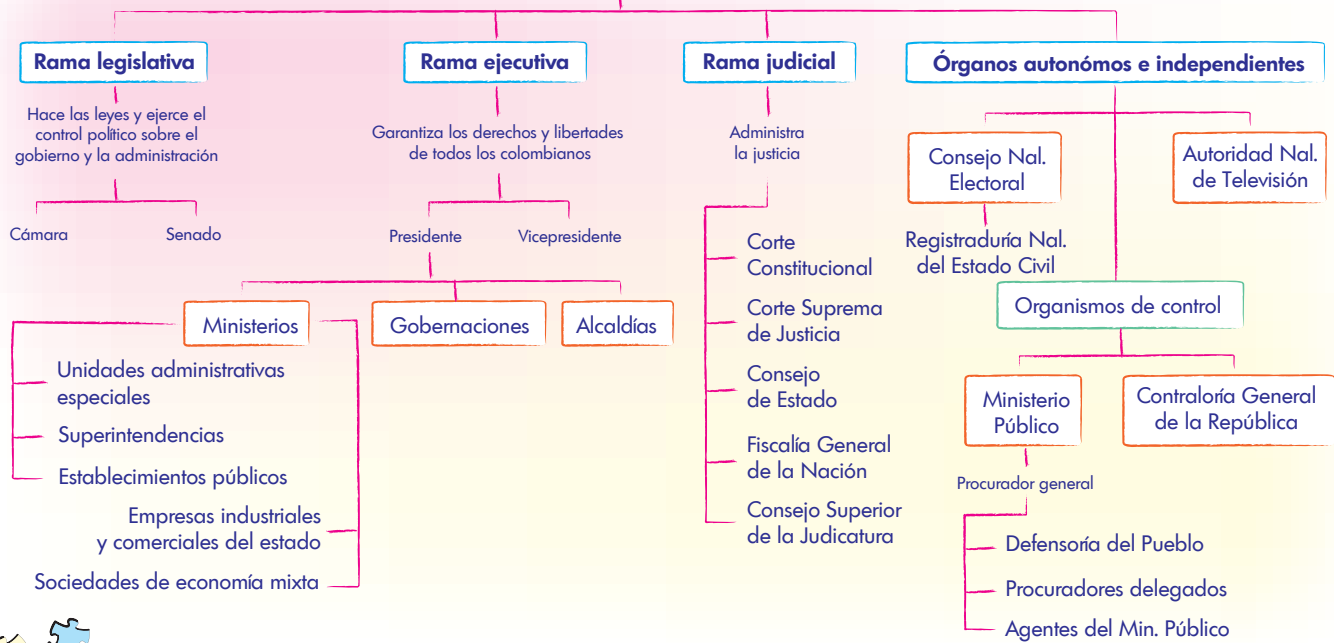 Rama legislativa
Hace las leyes y ejerce el
control político sobre el
gobierno y la administración
Cámara
Senado
Rama ejecutiva
Garantiza los derechos y libertades
de todos los colombianos
Presidente
Vicepresidente
Ministerios
Gobernaciones
Alcaldías
Unidades administrativas
especiales
Superintendencias
Establecimientos públicos
Empresas industriales
y comerciales del estado
Sociedades de economía mixta
Rama judicial
Administra
la justicia
Corte
Constitucional
Corte Suprema
de Justicia
Consejo
de Estado
Fiscalía General
de la Nación
Consejo Superior
de la Judicatura
Órganos autonómos e independientes
Consejo Nal.
Electoral
Registraduría Nal.
del Estado Civil
Autoridad Nal.
de Televisión
Organismos de control
Ministerio
Público
Procurador general
Defensoría del Pueblo
Procuradores delegados
Agentes del Min. Público
Contraloría General
de la República